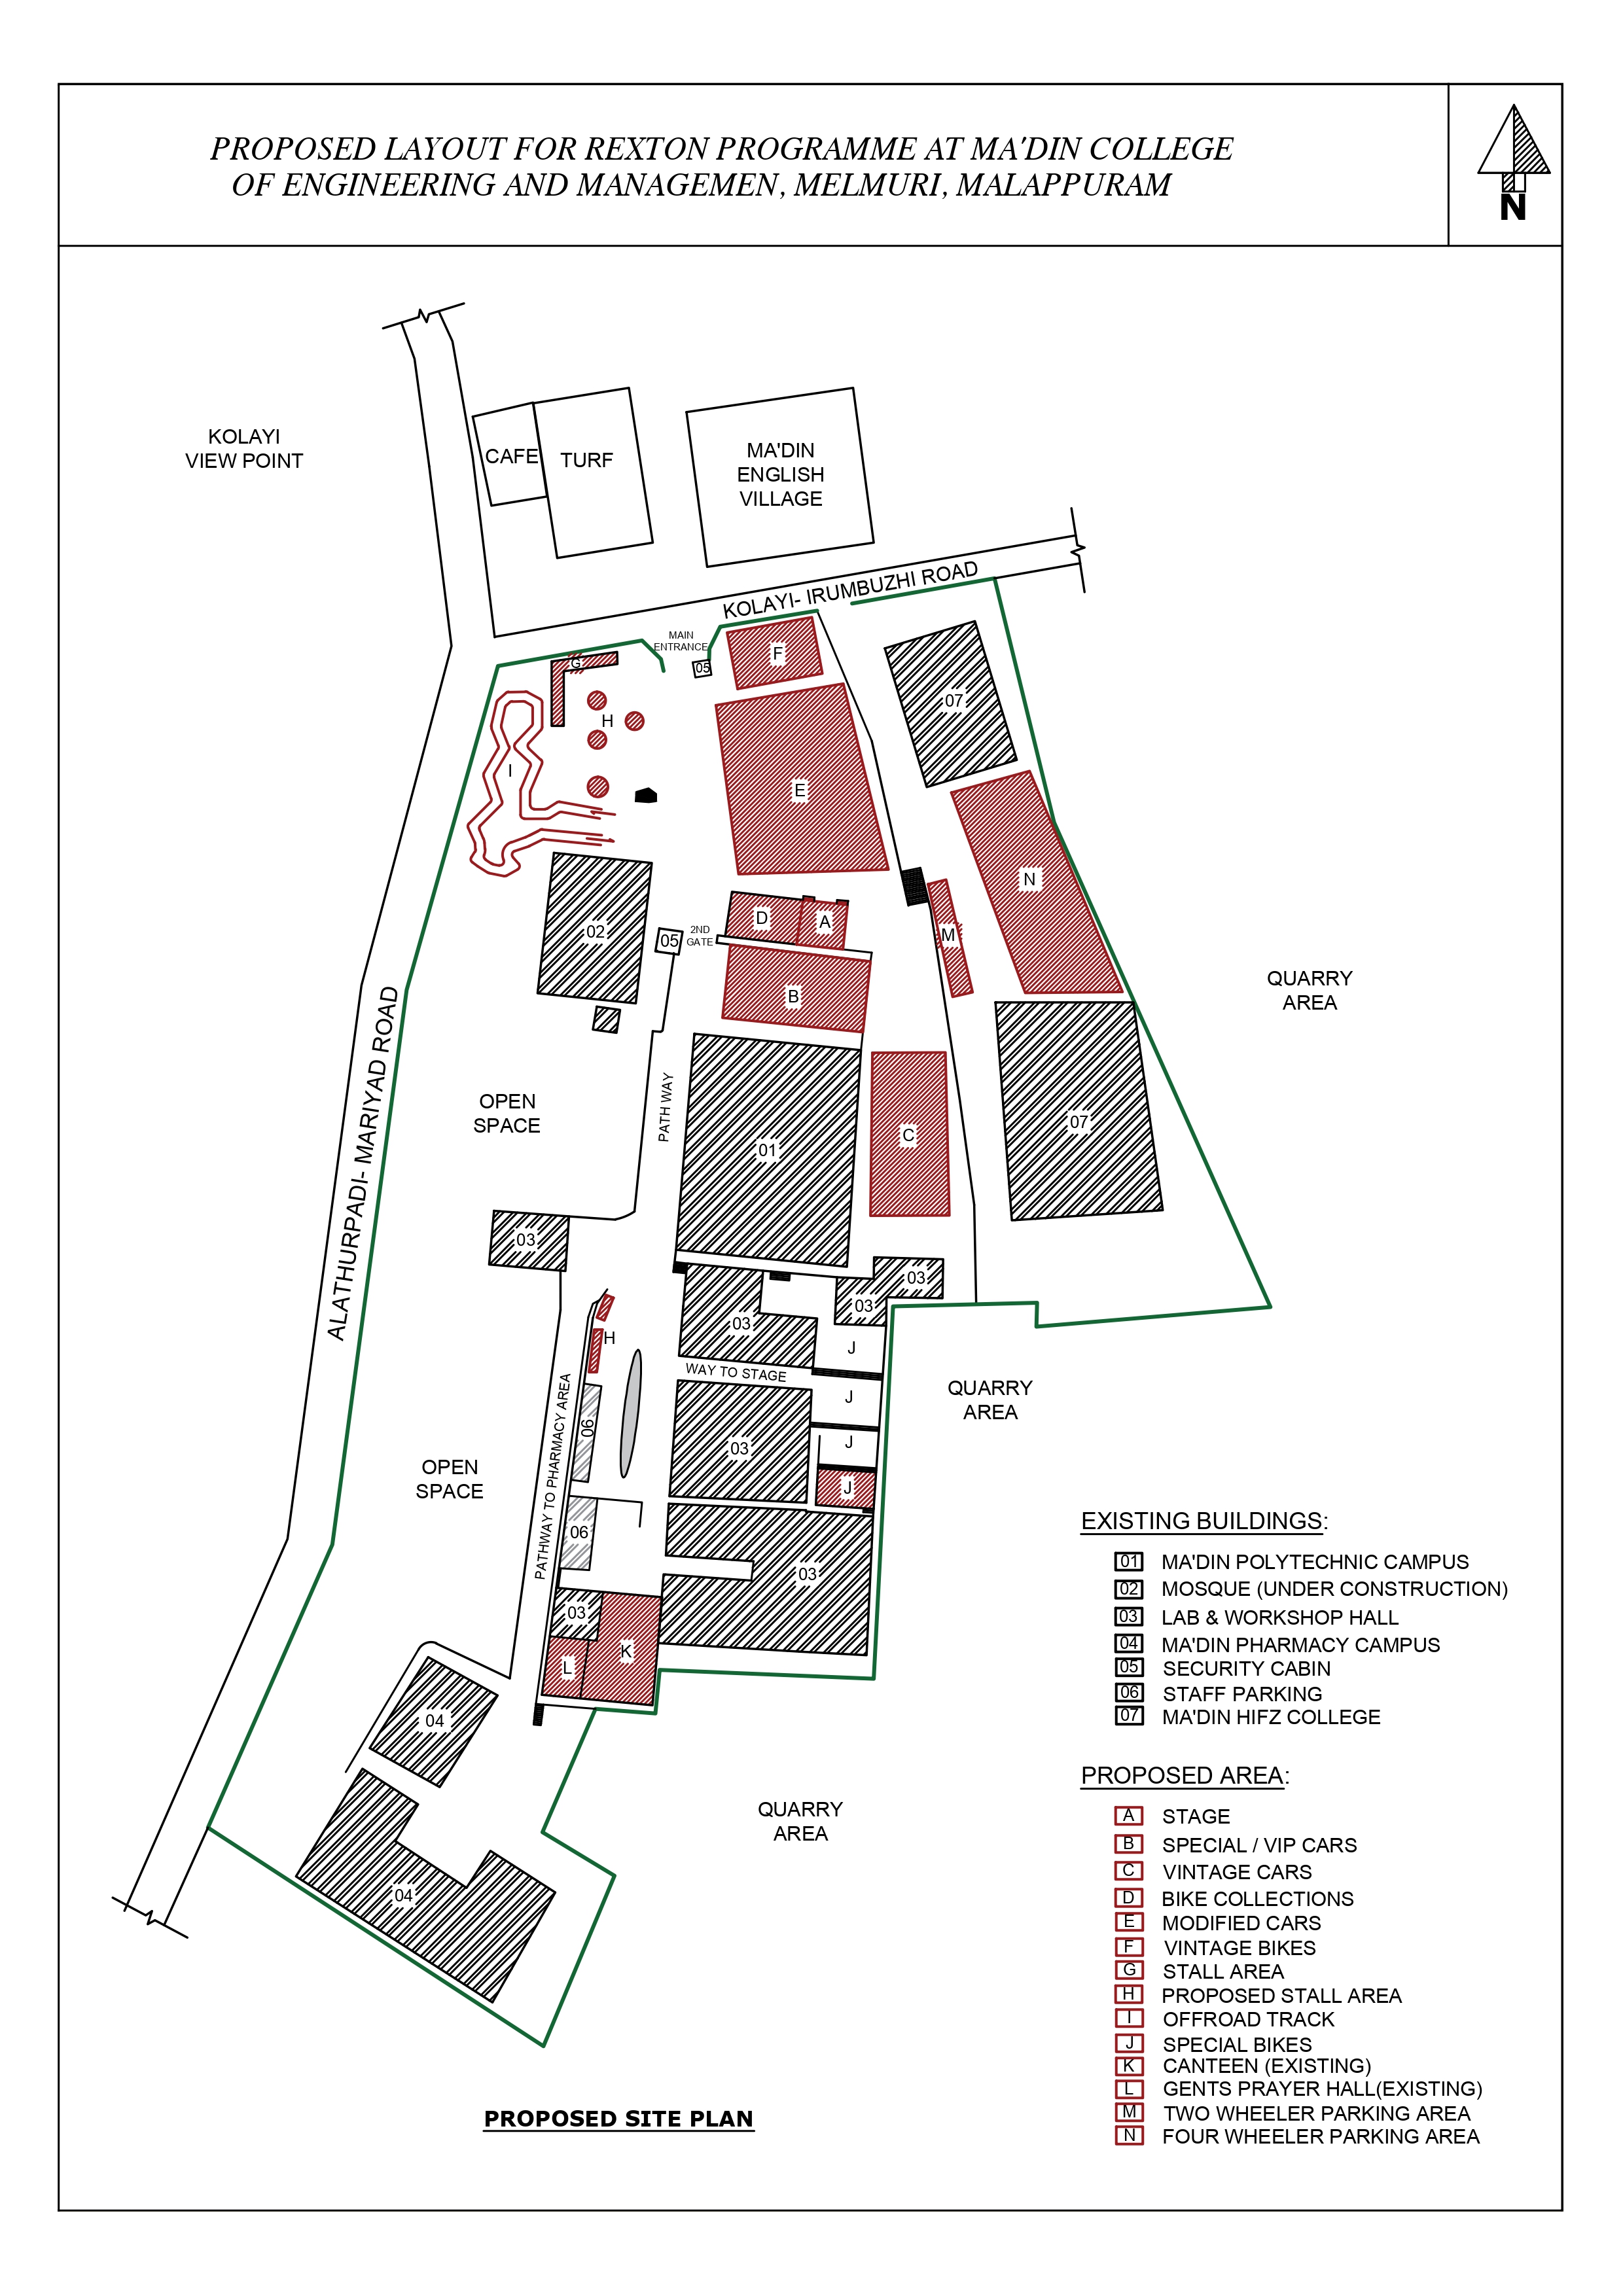 PROPOSED LAYOUT FOR REXTON PROGRAMME AT MA'DIN COLLEGE
OF ENGINEERING AND MANAGEMEN, MELMURI, MALAPPURAM
N
KOLAYI
VIEW POINT
CAFE
TURF
MA'DIN
ENGLISH
VILLAGE
KOLAYI- IRUMBUZHI ROAD
MAIN
ENTRANCE
05
F
G
H
I
E
07
N
M
D
A
02
05
2ND
GATE
B
QUARRY
AREA
ALATHURPADI- MARIYAD ROAD
OPEN
SPACE
PATH WAY
01
C
07
03
03
03
03
H
J
WAY TO STAGE
J
QUARRY
AREA
PATHWAY TO PHARMACY AREA
06
03
J
OPEN
SPACE
J
06
03
03
K
L
04
QUARRY
AREA
04
EXISTING BUILDINGS:
01 MA'DIN POLYTECHNIC CAMPUS
02 MOSQUE (UNDER CONSTRUCTION)
03 LAB & WORKSHOP HALL
04 MA'DIN PHARMACY CAMPUS
05 SECURITY CABIN
06 STAFF PARKING
07 MA'DIN HIFZ COLLEGE
PROPOSED AREA:
A STAGE
B SPECIAL / VIP CARS
C VINTAGE CARS
D BIKE COLLECTIONS
E MODIFIED CARS
F VINTAGE BIKES
G STALL AREA
H PROPOSED STALL AREA
I OFFROAD TRACK
J SPECIAL BIKES
K CANTEEN (EXISTING)
L GENTS PRAYER HALL(EXISTING)
M TWO WHEELER PARKING AREA
N FOUR WHEELER PARKING AREA
PROPOSED SITE PLAN